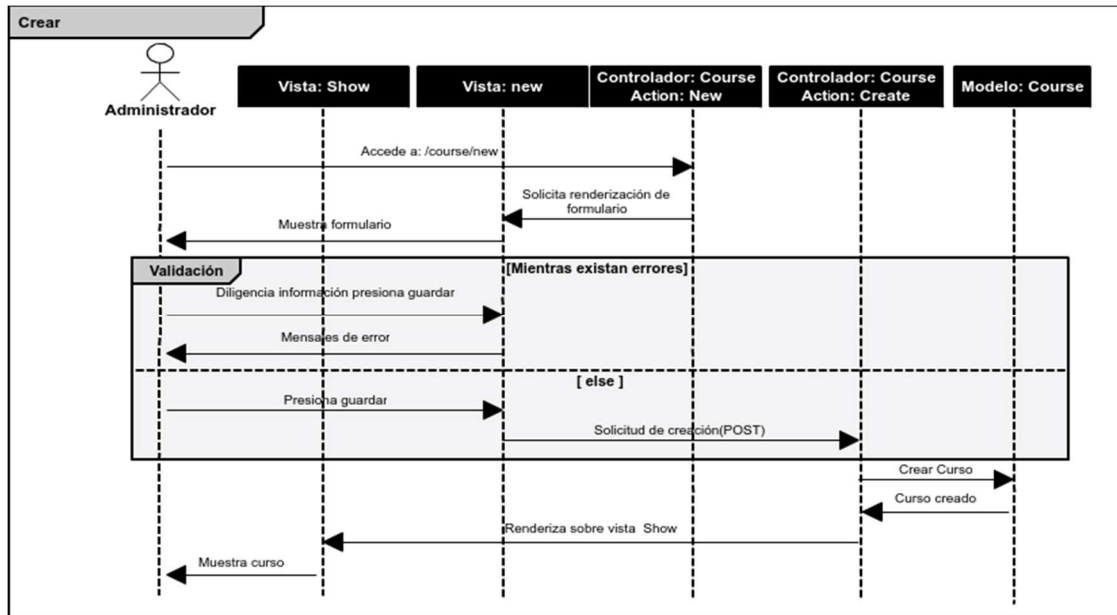 Crear
Administrador
Vista: Show
Vista: new
Controlador: Course
Action: New
Controlador: Course
Action: Create
Modelo: Course
Accede a: /course/new
Solicita renderización de
formulario
Muestra formulario
Validación
[Mientras existan errores]
Diligencia información presiona guardar
Mensajes de error
[ else ]
Presiona guardar
Solicitud de creación(POST)
Crear Curso
Curso creado
Renderiza sobre vista Show
Muestra curso